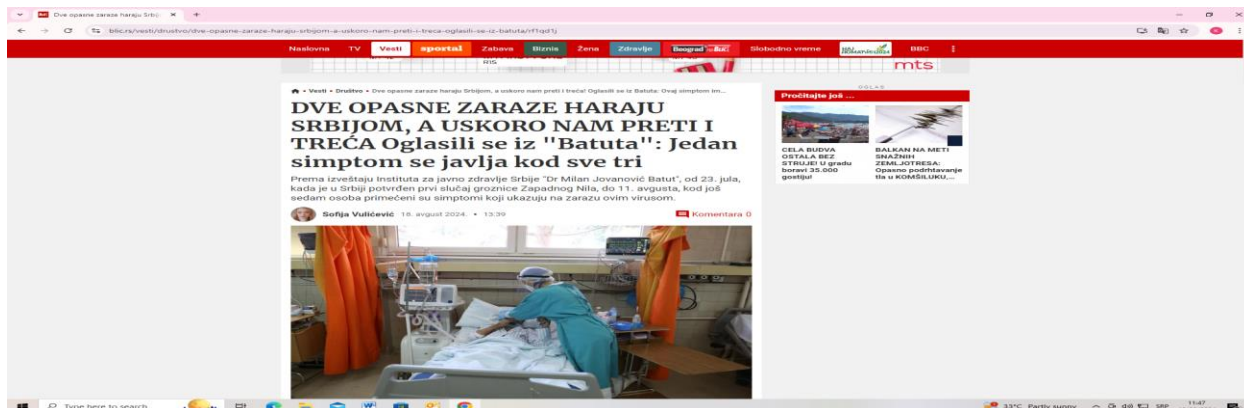 Dve opasne zaraze haraju Srbij
blic.rs/vesti/drustvo/dve-opasne-zaraze-haraju-srbijom-a-uskoro-nam-preti-i-treca-oglasili-se-iz-batuta/rf1qd1j
Naslovna TV Vesti sportal Zabava Biznis Žena Zdravlje Beograd Slobodno vreme BBC
RIS
mts
Vesti • Društvo • Dve opasne zaraze haraju Srbijom, a uskoro nam preti i treća! Oglasili se iz Batuta: Ovaj simptom im...
OGLAS
Pročitajte još ...
DVE OPASNE ZARAZE HARAJU
SRBIJOM, A USKORO NAM PRETI I
TREĆA Oglasili se iz "Batuta": Jedan
simptom se javlja kod sve tri
Prema izveštaju Instituta za javno zdravlje Srbije "Dr Milan Jovanović Batut", od 23. jula,
kada je u Srbiji potvrđen prvi slučaj groznice Zapadnog Nila, do 11. avgusta, kod još
sedam osoba primećeni su simptomi koji ukazuju na zarazu ovim virusom.
Sofija Vulićević 18. avgust 2024. • 13:39
Komentara 0
CELA BUDVA
OSTALA BEZ
STRUJE! U gradu
boravi 35.000
gostiju!
BALKAN NA METI
SNAŽNIH
ZEMLJOTRESA:
Opasno podrhtavanje
tla u KOMŠILUKU,...
Type here to search
33°C Partly sunny
SRP
11:47